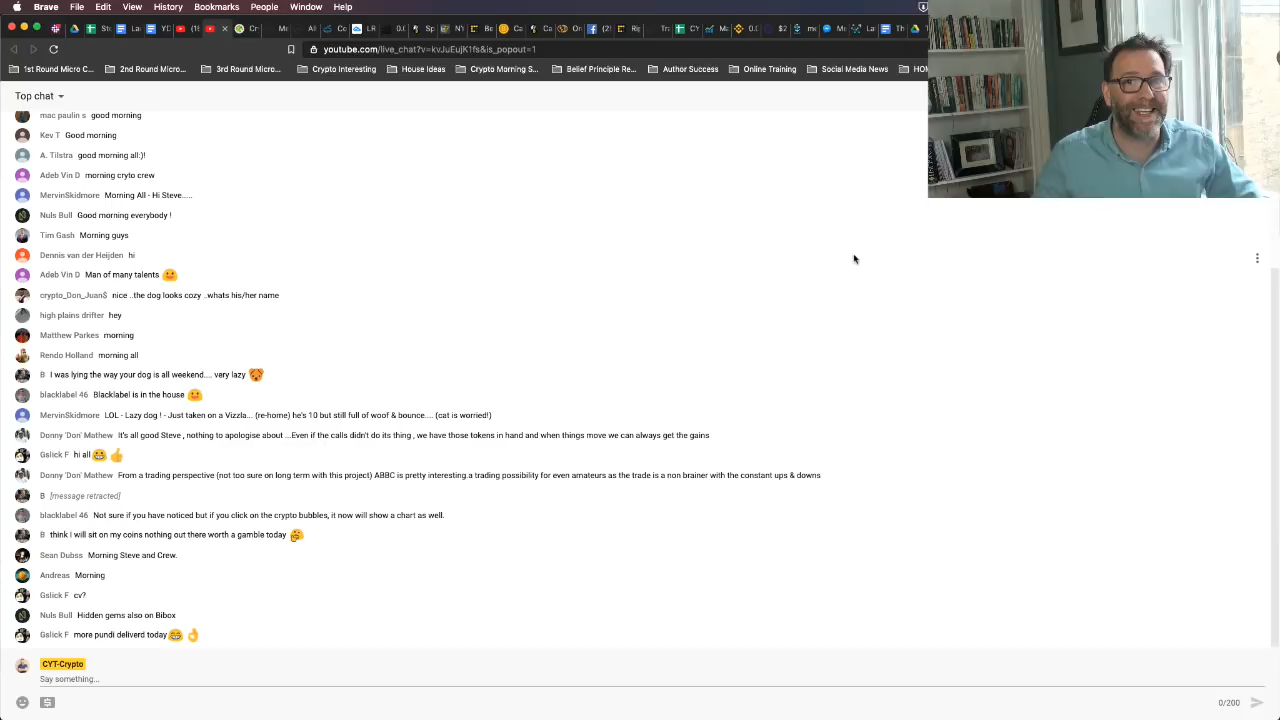 Brave File Edit View History Bookmarks People Window
youtube.com/live_chat?v=kvJuEujK1fs&is_popout=1
1st Round Micro C... 2nd Round Micro... 3rd Round Micro... Crypto Interesting House Ideas Crypto Morning S... Belief Principle Re... Author Success Online Training Social Media News
Top chat
mac paulin s good morning
Kev T Good morning
A. Tilstra good morning all:)!
Adeb Vin D morning cryto crew
MervinSkidmore Morning All - Hi Steve.....
Nuls Bull Good morning everybody !
Tim Gash Morning guys
Dennis van der Heijden hi
Adeb Vin D Man of many talents
crypto_Don_Juan$ nice ..the dog looks cozy ..whats his/her name
high plains drifter hey
Matthew Parkes morning
Rendo Holland morning all
B I was lying the way your dog is all weekend.... very lazy
blacklabel 46 Blacklabel is in the house
MervinSkidmore LOL - Lazy dog ! - Just taken on a Vizzla... (re-home) he's 10 but still full of woof & bounce.... (cat is worried!)
Donny 'Don' Mathew It's all good Steve , nothing to apologise about ...Even if the calls didn't do its thing , we have those tokens in hand and when things move we can always get the gains
Gslick F hi all
Donny 'Don' Mathew From a trading perspective (not too sure on long term with this project) ABBC is pretty interesting.a trading possibility for even amateurs as the trade is a non brainer with the constant ups & downs
B [message retracted]
blacklabel 46 Not sure if you have noticed but if you click on the crypto bubbles, it now will show a chart as well.
B think i will sit on my coins nothing out there worth a gamble today
Sean Dubss Morning Steve and Crew.
Andreas Morning
Gslick F cv?
Nuls Bull Hidden gems also on Bibox
Gslick F more pundi deliverd today
CYT-Crypto
Say something...
0/200